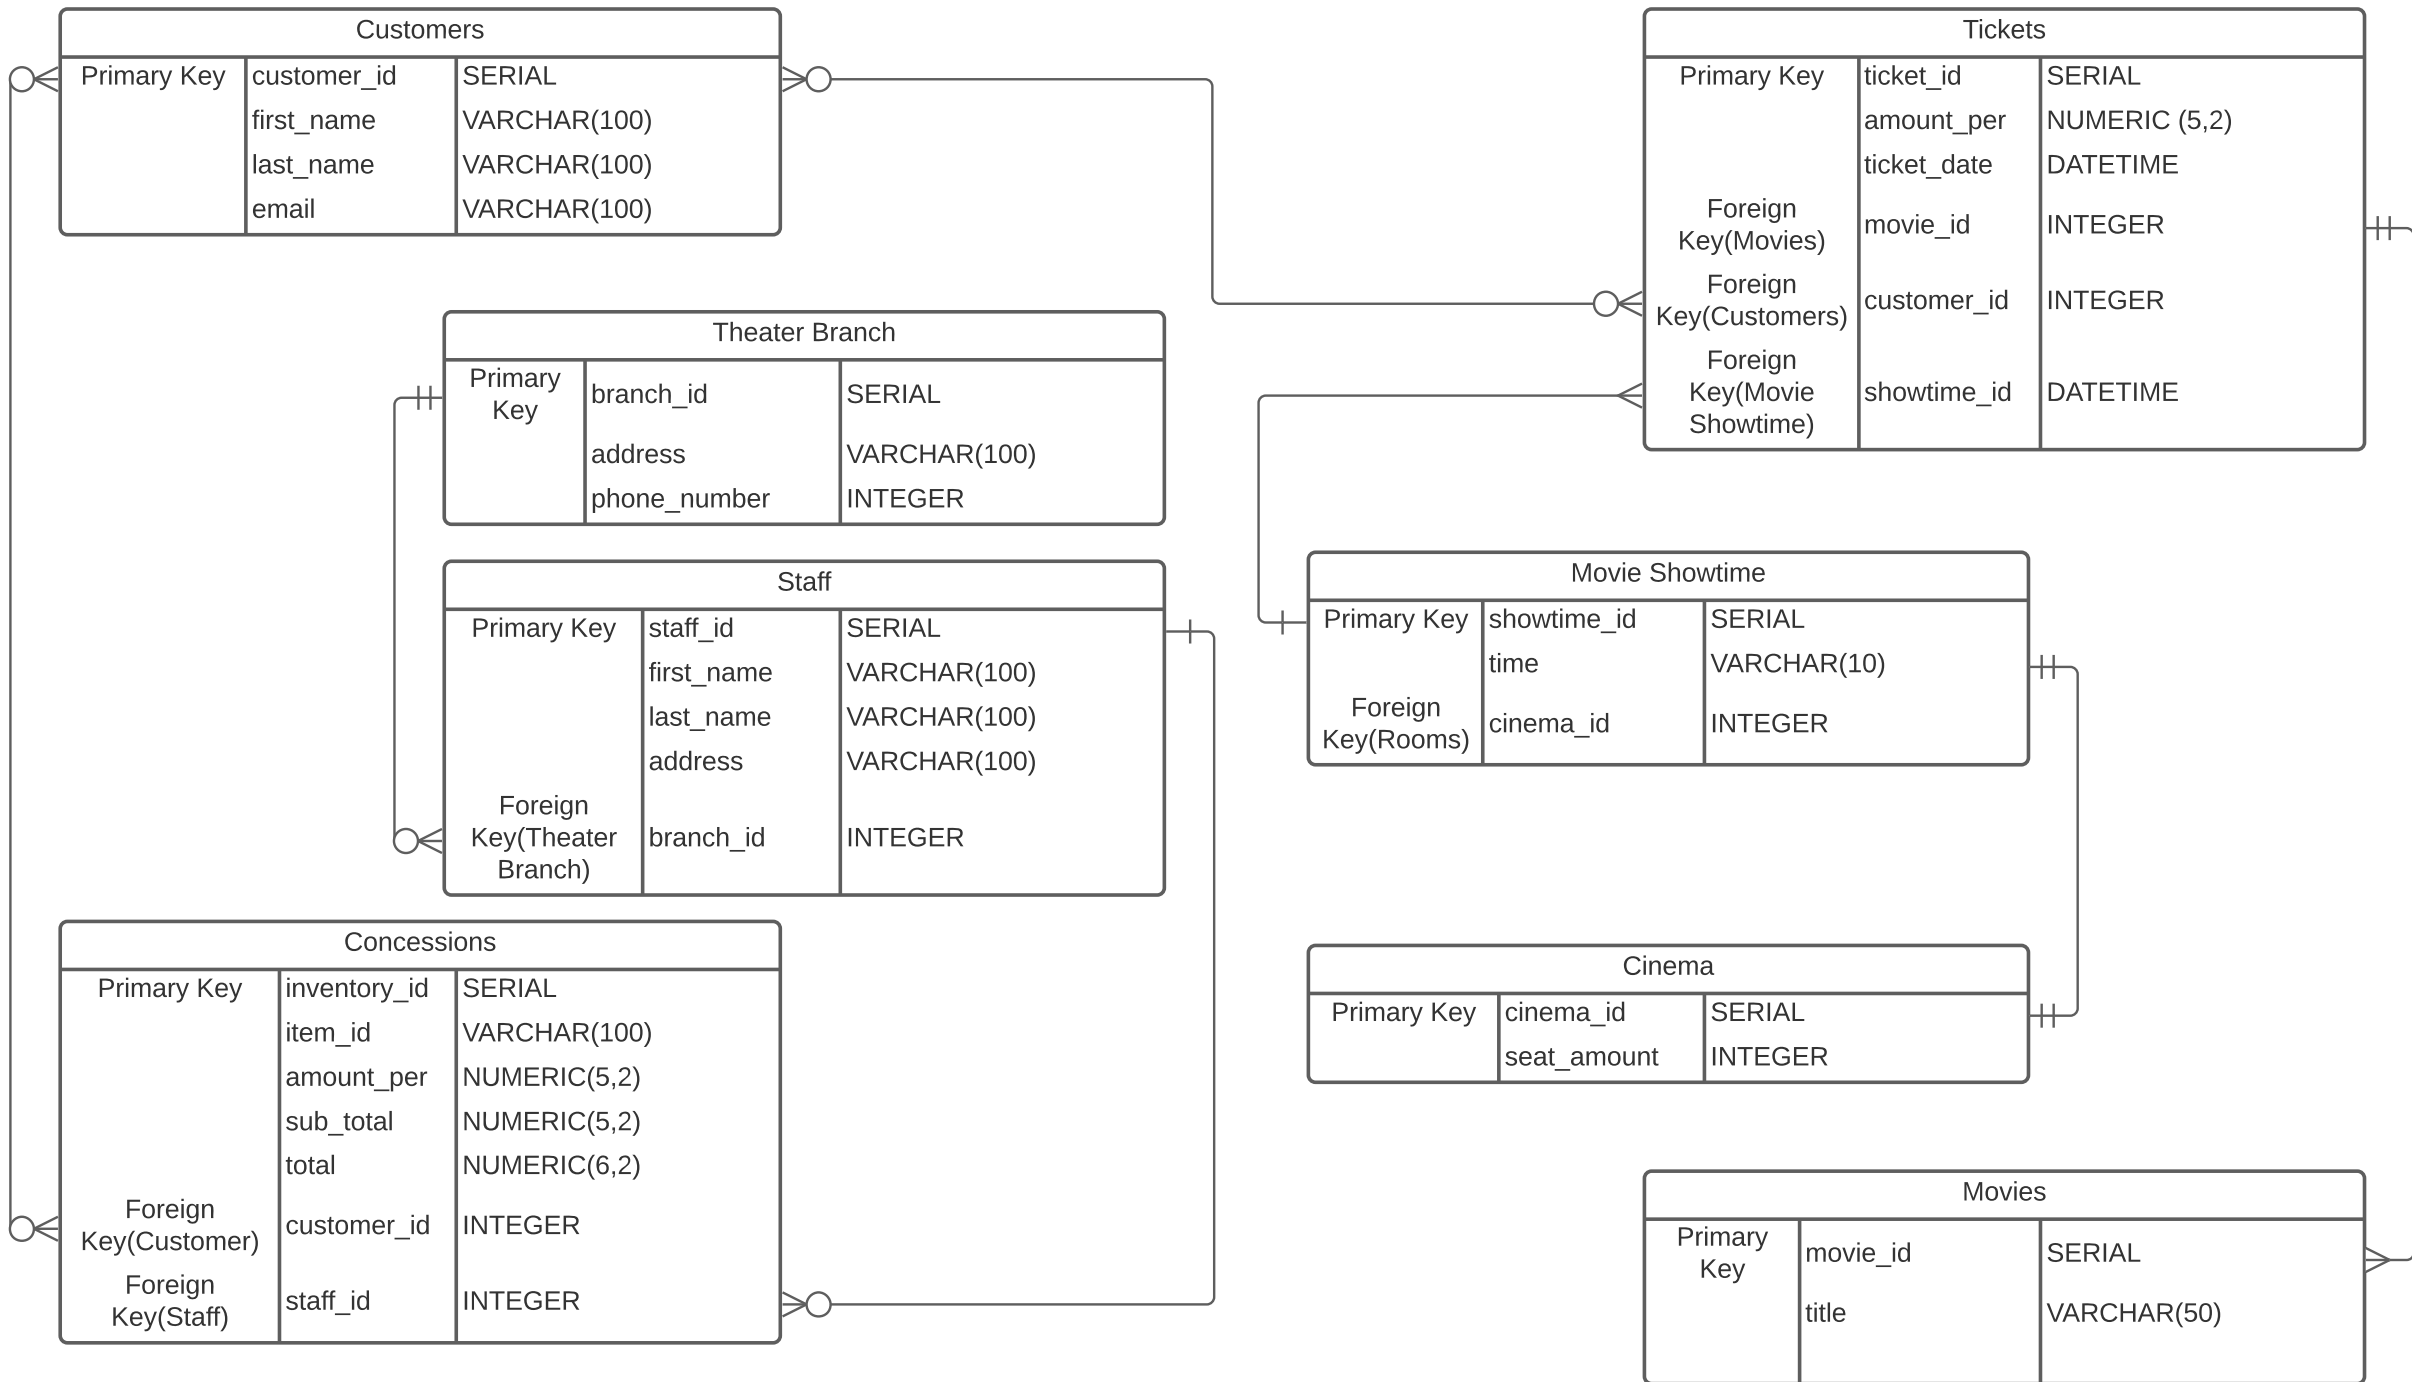 Customers
Primary Key customer_id SERIAL
first_name VARCHAR(100)
last_name VARCHAR(100)
email VARCHAR(100)
Tickets
Primary Key ticket_id SERIAL
amount_per NUMERIC (5,2)
ticket_date DATETIME
Foreign
Key(Movies) movie_id INTEGER
Foreign
Key(Customers) customer_id INTEGER
Foreign
Key(Movie
Showtime) showtime_id DATETIME
Theater Branch
Primary
Key branch_id SERIAL
address VARCHAR(100)
phone_number INTEGER
Staff
Primary Key staff_id SERIAL
first_name VARCHAR(100)
last_name VARCHAR(100)
address VARCHAR(100)
Foreign
Key(Theater
Branch) branch_id INTEGER
Movie Showtime
Primary Key showtime_id SERIAL
time VARCHAR(10)
Foreign
Key(Rooms) cinema_id INTEGER
Concessions
Primary Key inventory_id SERIAL
item_id VARCHAR(100)
amount_per NUMERIC(5,2)
sub_total NUMERIC(5,2)
total NUMERIC(6,2)
Foreign
Key(Customer) customer_id INTEGER
Foreign
Key(Staff) staff_id INTEGER
Cinema
Primary Key cinema_id SERIAL
seat_amount INTEGER
Movies
Primary
Key movie_id SERIAL
title VARCHAR(50)